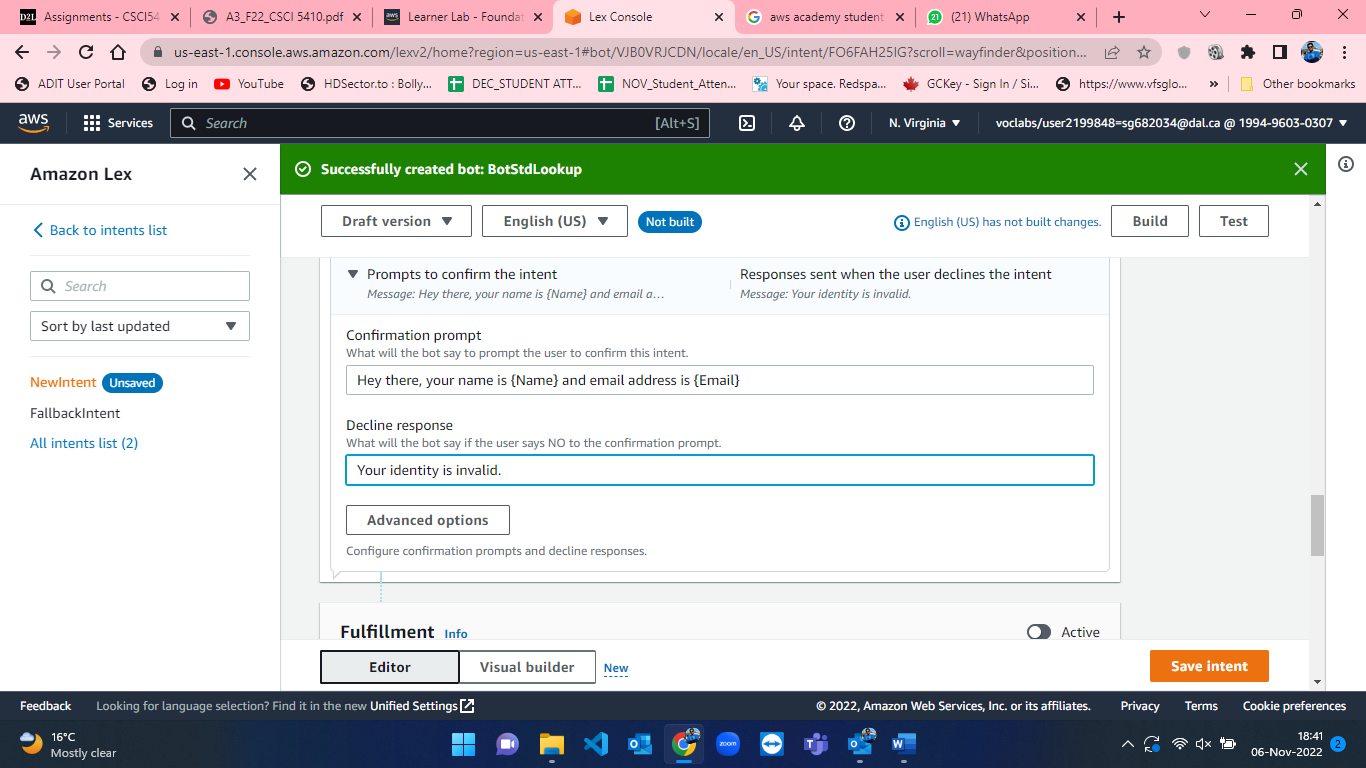 Assignments - CSCI54
A3_F22_CSCI 5410.pdf
Learner Lab - Foundat
Lex Console
aws academy student
(21) WhatsApp
us-east-1.console.aws.amazon.com/lexv2/home?region=us-east-1#bot/VJB0VRJCDN/locale/en_US/intent/FO6FAH25IG?scroll=wayfinder&position...
ADIT User Portal
Log in
YouTube
HDSector.to : Bolly...
DEC_STUDENT ATT...
NOV_Student_Atten...
Your space. Redspa...
GCKey - Sign In / Si...
https://www.vfsglo...
»
Other bookmarks
aws
Services
Search
[Alt+S]
N. Virginia
voclabs/user2199848=sg682034@dal.ca @ 1994-9603-0307
Amazon Lex
Successfully created bot: BotStdLookup
Back to intents list
Draft version
English (US)
Not built
English (US) has not built changes.
Build
Test
Search
Sort by last updated
NewIntent
Unsaved
FallbackIntent
All intents list (2)
Prompts to confirm the intent
Message: Hey there, your name is {Name} and email a...
Responses sent when the user declines the intent
Message: Your identity is invalid.
Confirmation prompt
What will the bot say to prompt the user to confirm this intent.
Hey there, your name is {Name} and email address is {Email}
Decline response
What will the bot say if the user says NO to the confirmation prompt.
Your identity is invalid.
Advanced options
Configure confirmation prompts and decline responses.
Fulfillment
Info
Active
Editor
Visual builder
New
Save intent
Feedback
Looking for language selection? Find it in the new Unified Settings
© 2022, Amazon Web Services, Inc. or its affiliates.
Privacy
Terms
Cookie preferences
16°C
Mostly clear
zoom
18:41
06-Nov-2022
2